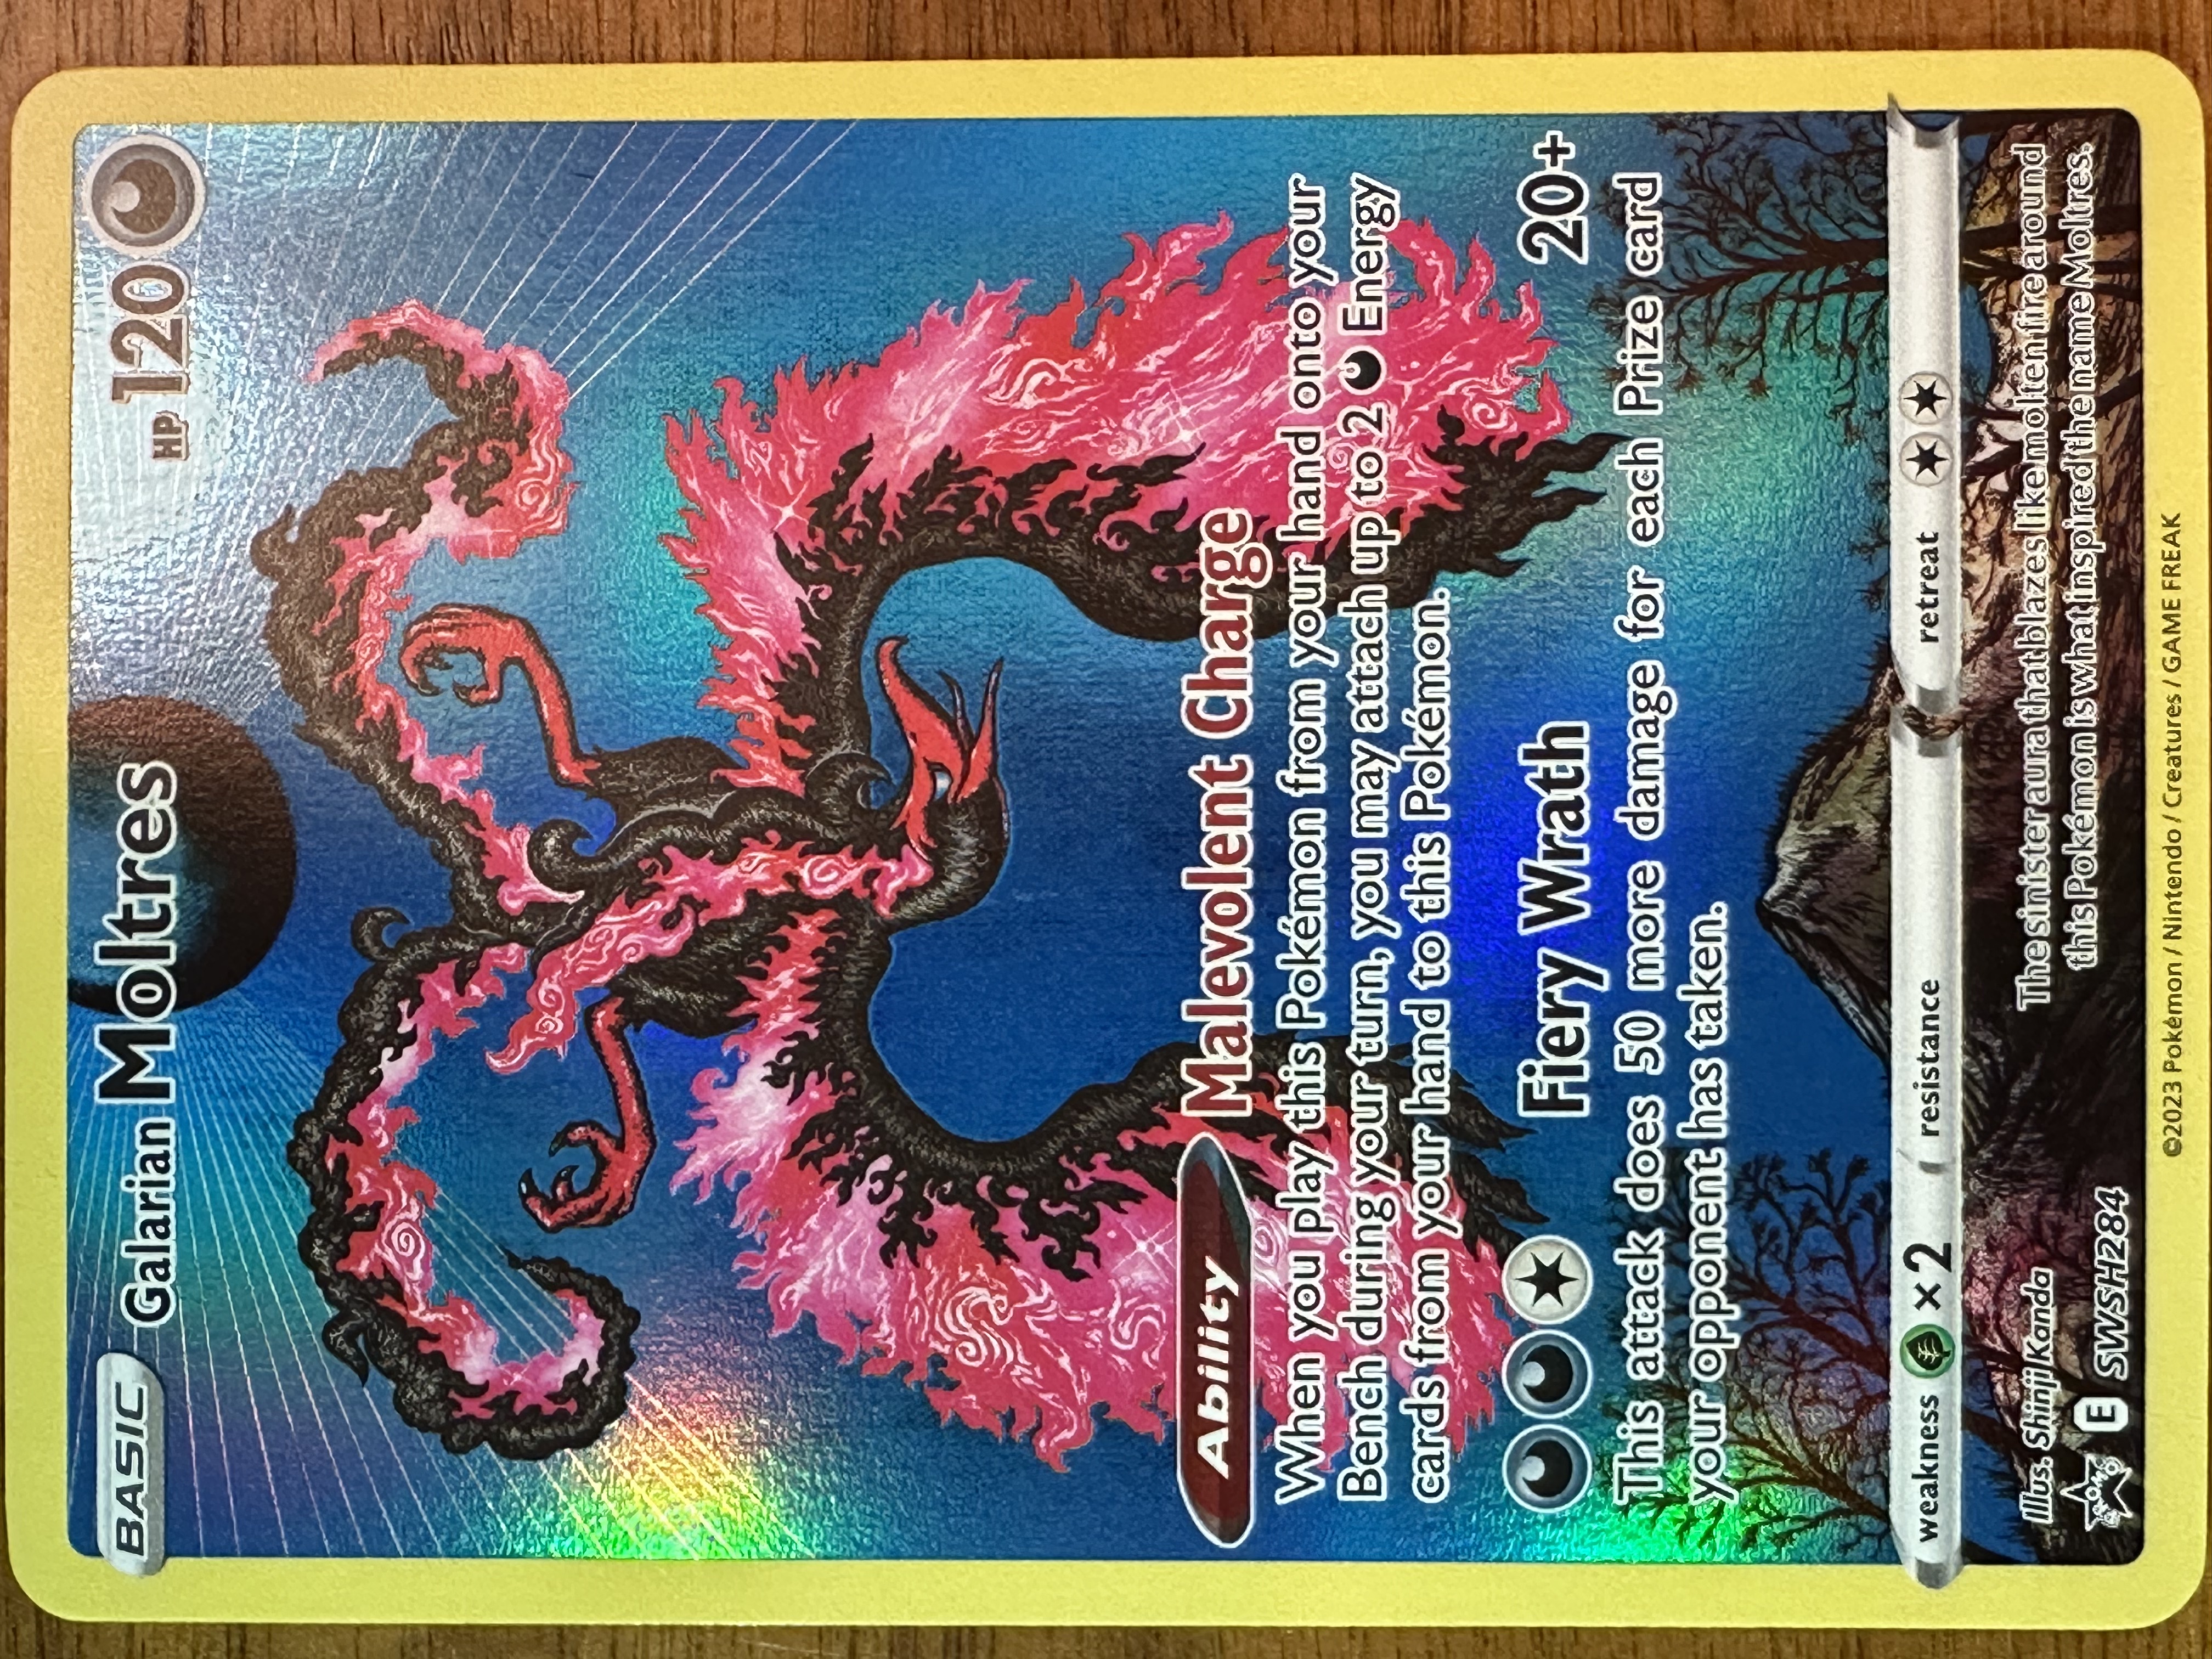 BASIC Galarian Moltres HP 120
Ability Malevolent Charge
When you play this Pokémon from your hand onto your
Bench during your turn, you may attach up to 2 Energy
cards from your hand to this Pokémon.
Fiery Wrath 20+
This attack does 50 more damage for each Prize card
your opponent has taken.
weakness ×2 resistance retreat
Illus. Shinji Kanda
The sinister aura that blazes like molten fire around
this Pokémon is what inspired the name Moltres.
PROMO E SWSH284
©2023 Pokémon / Nintendo / Creatures / GAME FREAK